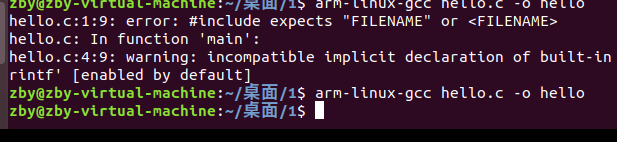 zby@zby-virtual-machine:~/桌面/1$ arm-linux-gcc hello.c -o hello
hello.c:1:9: error: #include expects "FILENAME" or <FILENAME>
hello.c: In function 'main':
hello.c:4:9: warning: incompatible implicit declaration of built-in
rintf' [enabled by default]
zby@zby-virtual-machine:~/桌面/1$ arm-linux-gcc hello.c -o hello
zby@zby-virtual-machine:~/桌面/1$